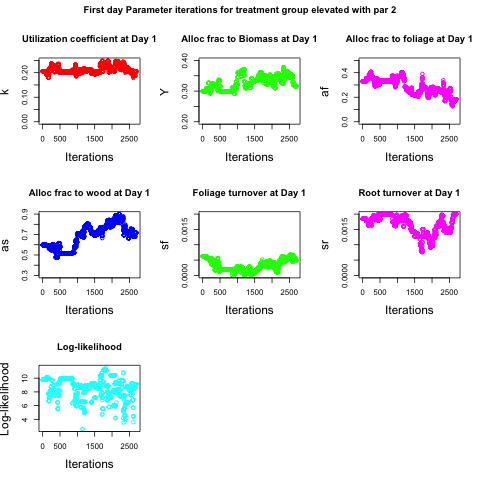 First day Parameter iterations for treatment group elevated with par 2
Utilization coefficient at Day 1
Alloc frac to Biomass at Day 1
Alloc frac to foliage at Day 1
k
0.00 0.10 0.20
0 500 1500 2500
Iterations
Y
0.20 0.30 0.40
0 500 1500 2500
Iterations
af
0.0 0.2 0.4
0 500 1500 2500
Iterations
Alloc frac to wood at Day 1
Foliage turnover at Day 1
Root turnover at Day 1
as
0.3 0.5 0.7 0.9
0 500 1500 2500
Iterations
sf
0.0000 0.0015
0 500 1500 2500
Iterations
sr
0.0000 0.0015
0 500 1500 2500
Iterations
Log-likelihood
Log-likelihood
4 6 8 10
0 500 1500 2500
Iterations